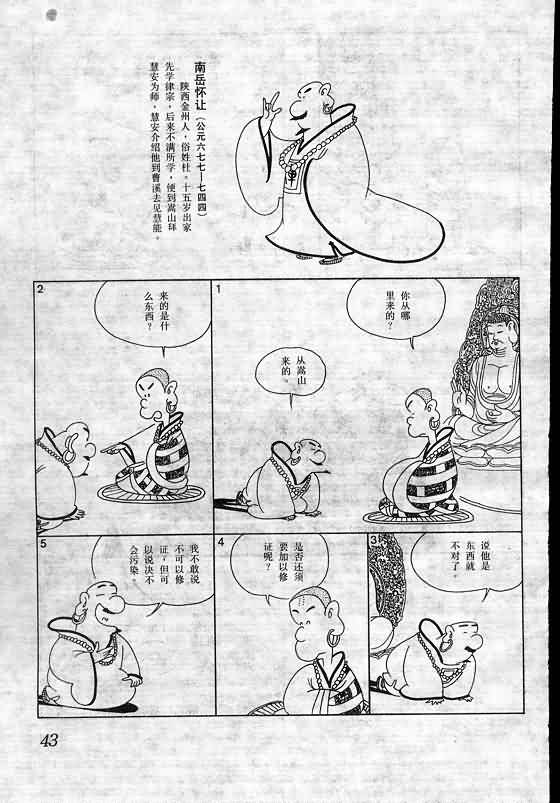 南岳怀让（公元六七七—七四四）
陕西金州人，俗姓杜。十五岁出家
先学律宗，后来不满所学，便到嵩山拜
慧安为师，慧安介绍他到曹溪去见慧能。
1
你从哪
里来的？
从嵩山
来的。
2
来的是什
么东西？
3
说他是
东西就
不对了。
4
是否还须
要加以修
证呢？
5
我不敢说
不可以修
证，但可
以说决不
会污染。
43